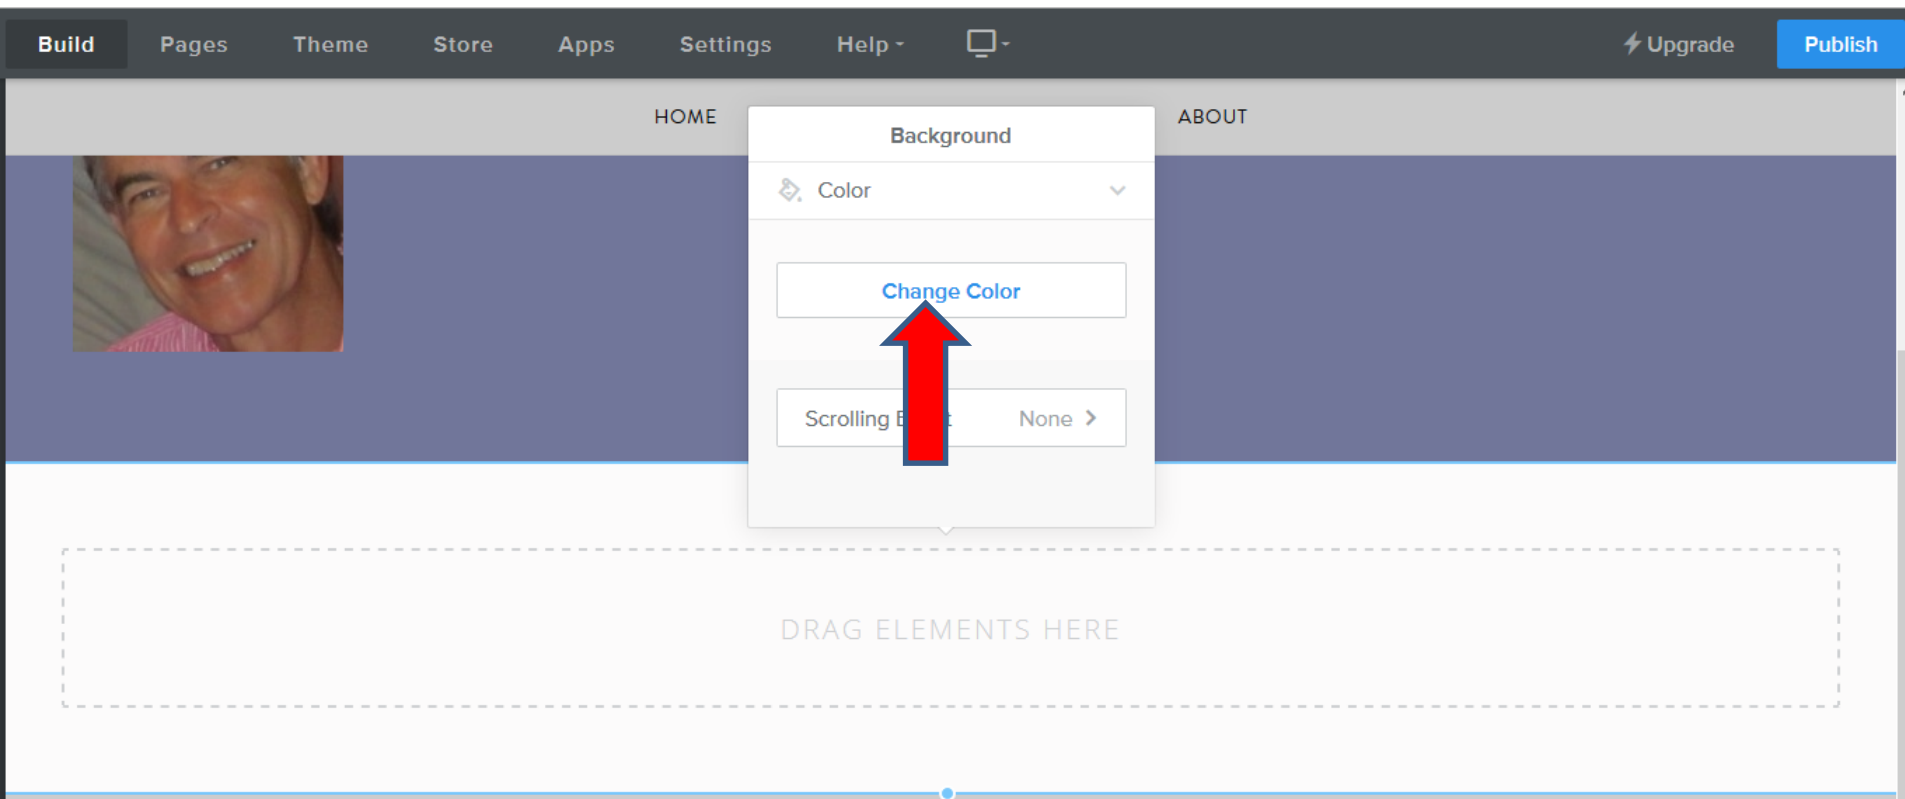 Build Pages Theme Store Apps Settings Help Upgrade Publish
HOME ABOUT
Background
Color
Change Color
Scrolling None
DRAG ELEMENTS HERE